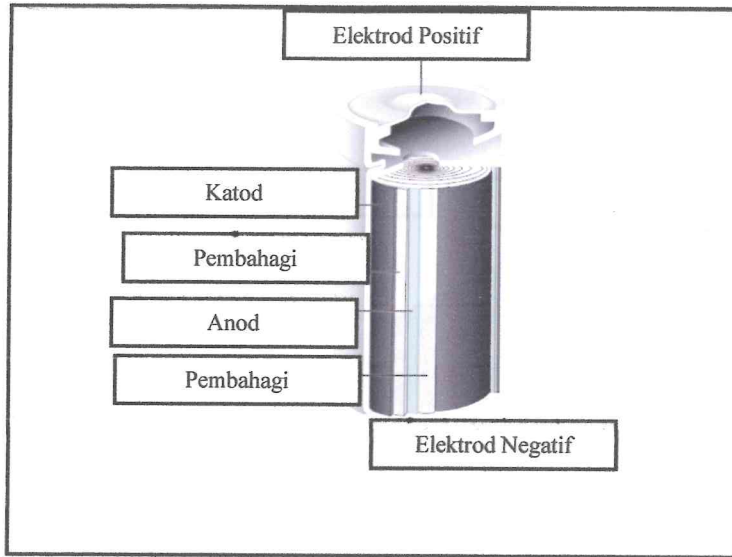 Elektrod Positif
Katod
Pembahagi
Anod
Pembahagi
Elektrod Negatif